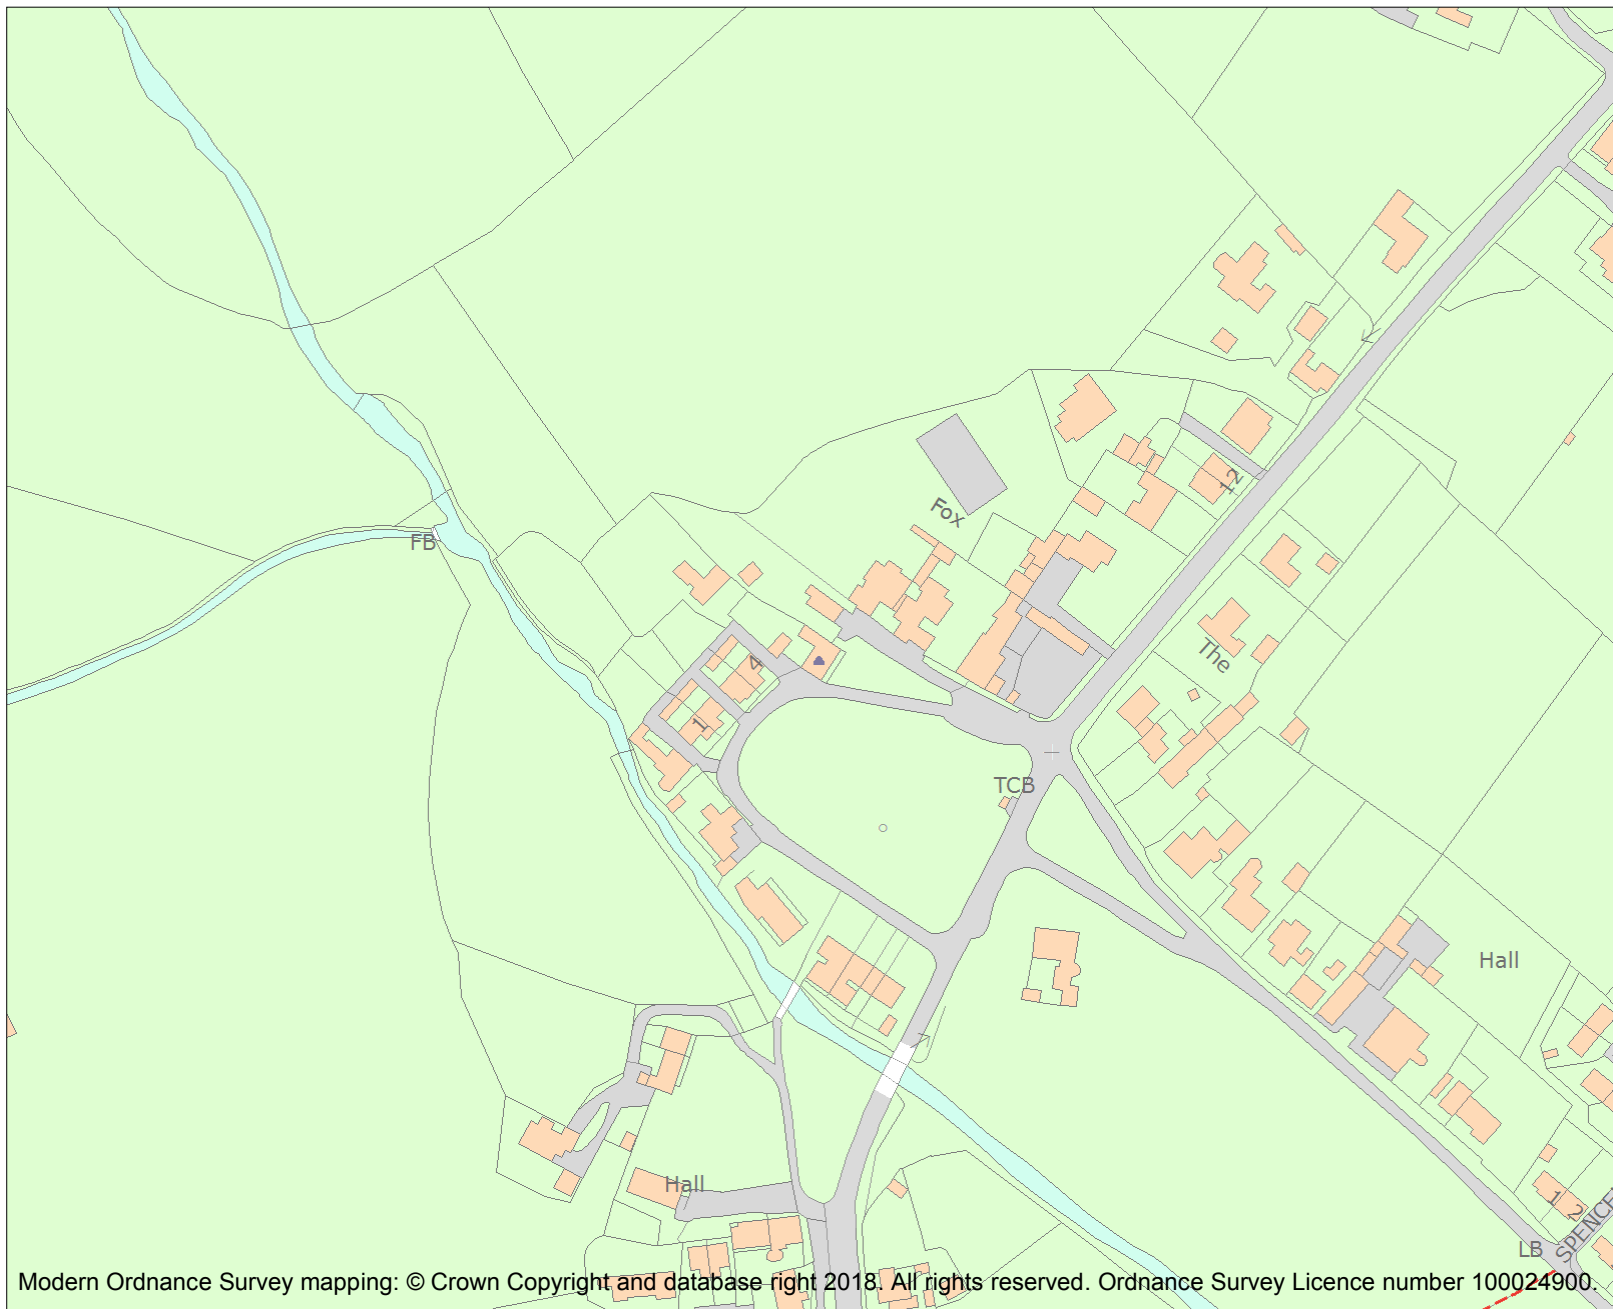 12
Fox
FB
The
4
1
TCB
Hall
Hall
1
2
LB
Modern Ordnance Survey mapping: © Crown Copyright and database right 2018. All rights reserved. Ordnance Survey Licence number 100024900.